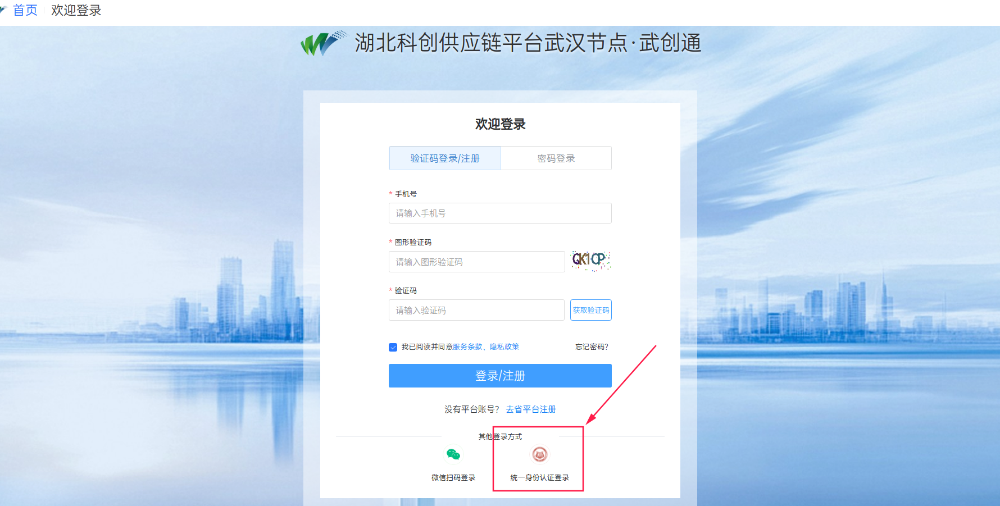 首页 欢迎登录
湖北科创供应链平台武汉节点·武创通
欢迎登录
验证码登录/注册 密码登录
* 手机号
请输入手机号
* 图形验证码
请输入图形验证码 QK1OP
* 验证码
请输入验证码 获取验证码
我已阅读并同意服务条款、隐私政策 忘记密码？
登录/注册
没有平台账号？ 去省平台注册
其他登录方式
微信扫码登录 统一身份认证登录